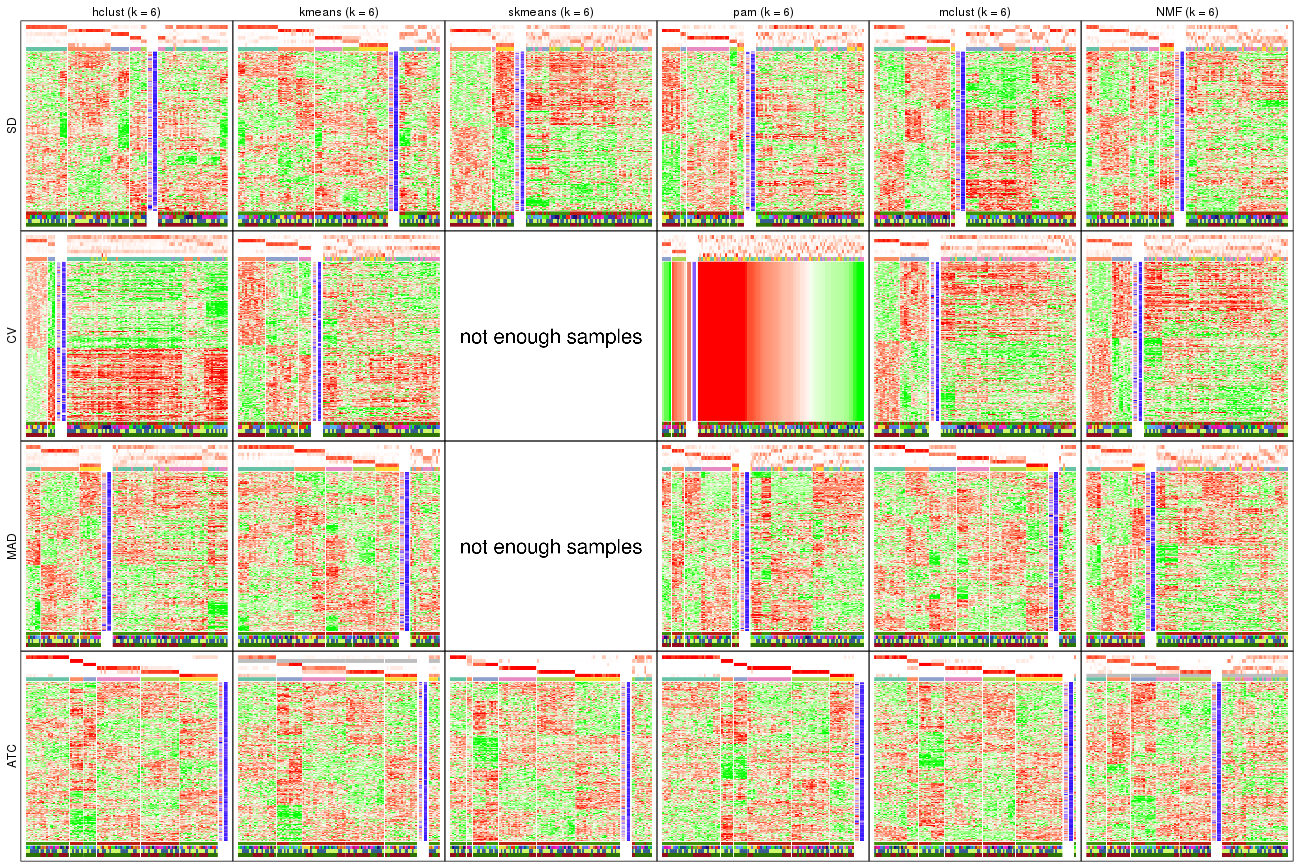 hclust (k = 6) kmeans (k = 6) skmeans (k = 6) pam (k = 6) mclust (k = 6) NMF (k = 6)
SD
CV
not enough samples
MAD
not enough samples
ATC